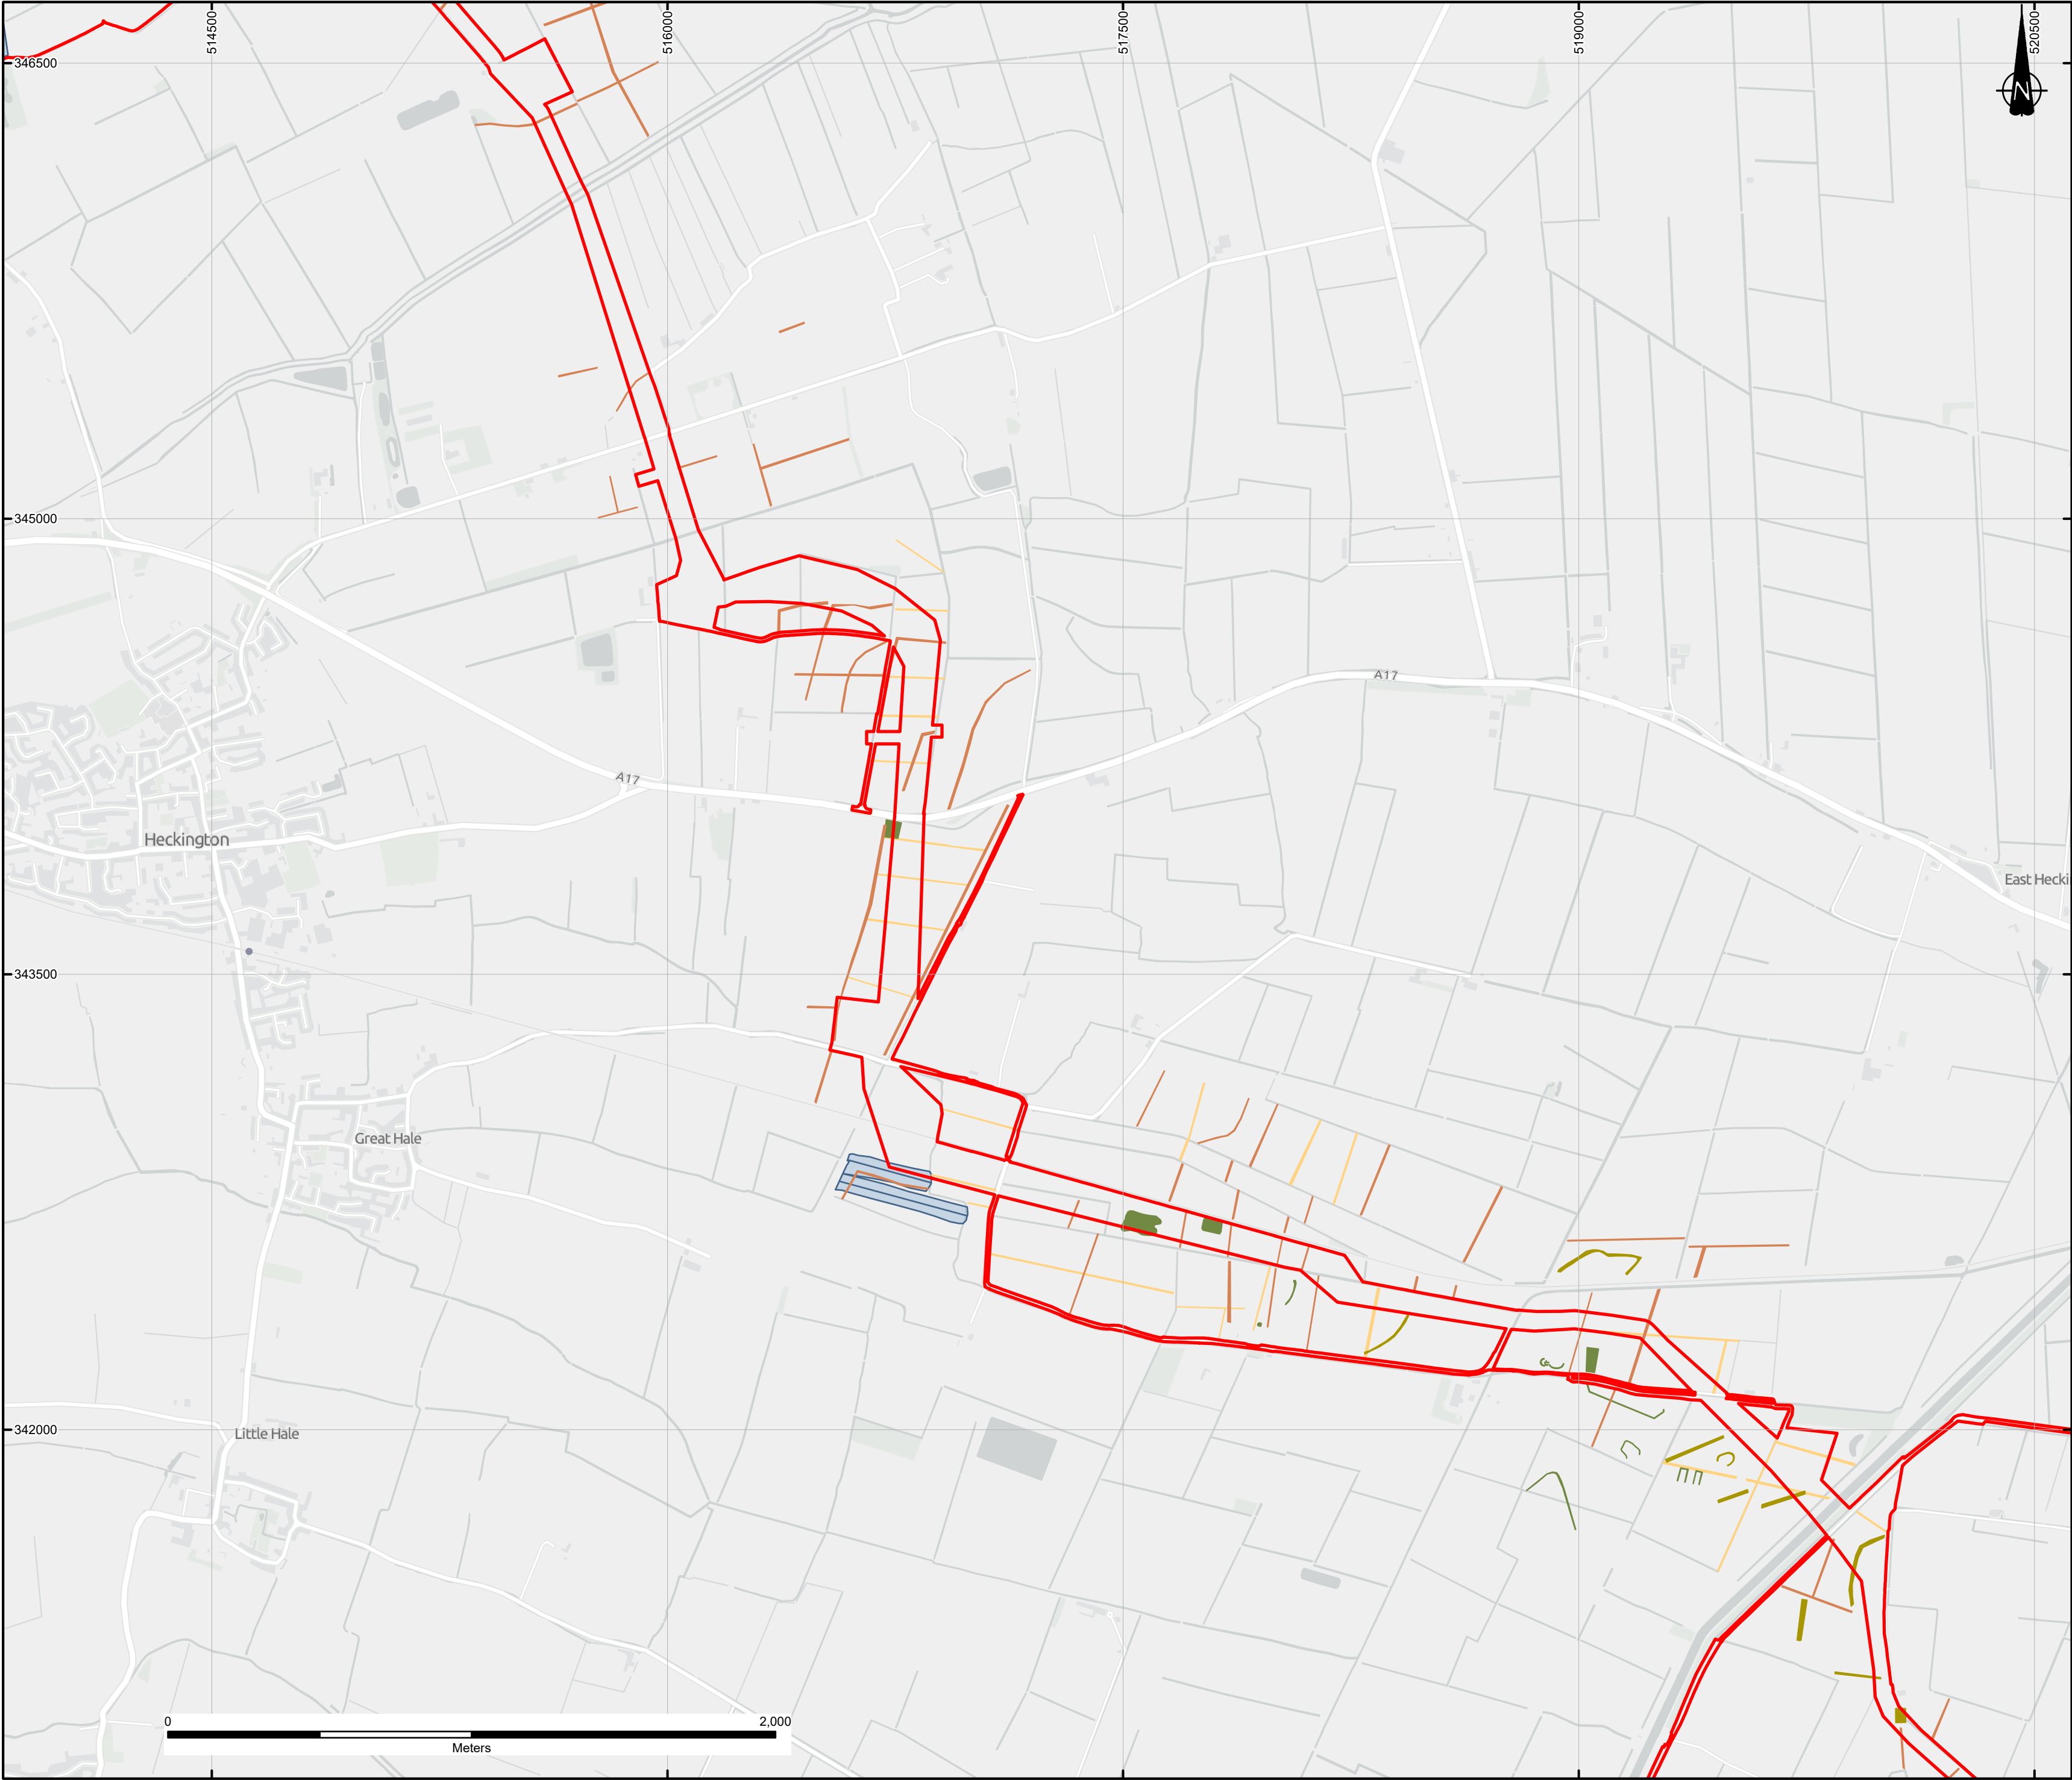 514500
516000
517500
519000
520500
346500
N
345000
A17
A17
Heckington
East Hecki
343500
Great Hale
342000
Little Hale
0
2,000
Meters